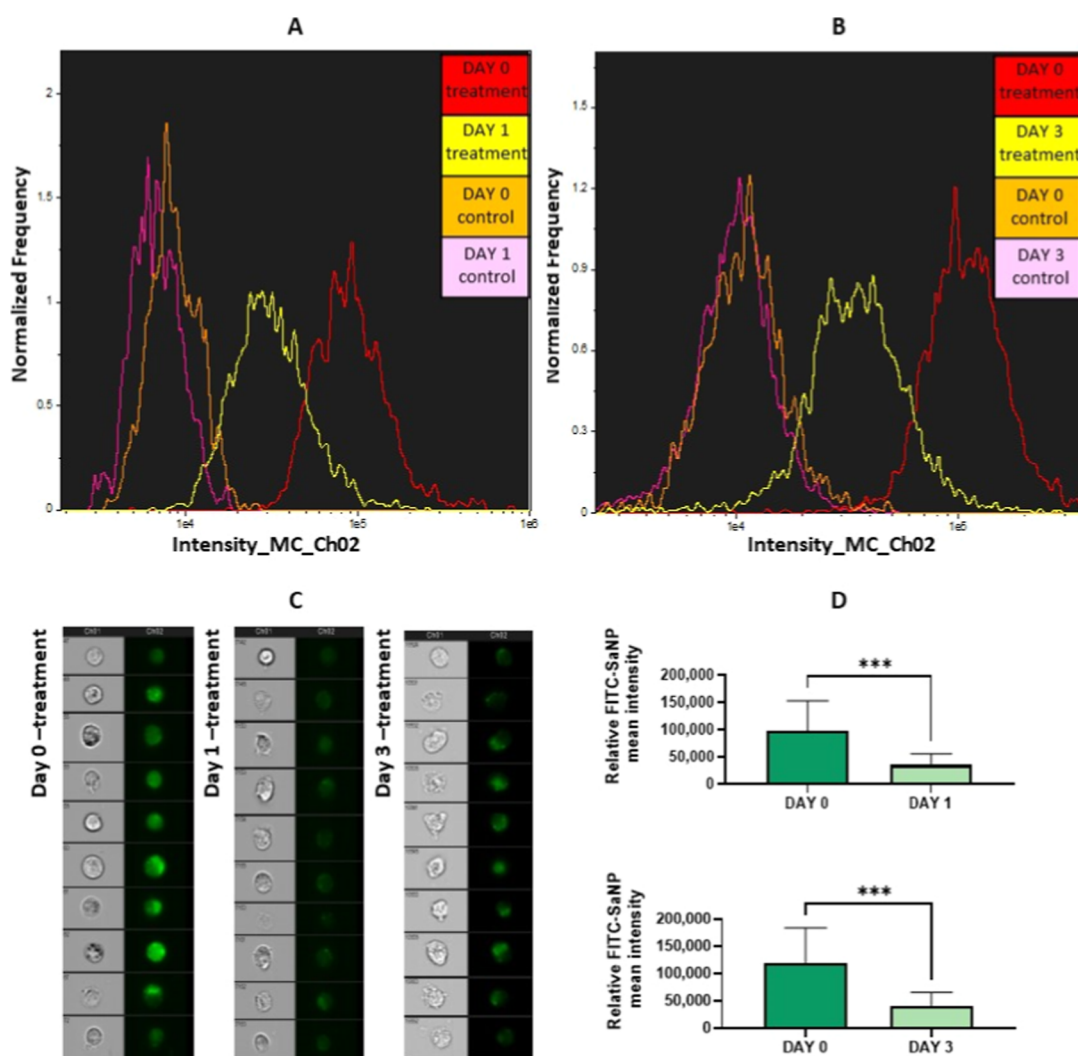 A
B
DAY 0
treatment
DAY 1
treatment
DAY 0
control
DAY 1
control
2
1.5
1
0.5
0
1e4
1e5
1e6
Normalized Frequency
Intensity_MC_Ch02
DAY 0
treatment
DAY 3
treatment
DAY 0
control
DAY 3
control
1.5
1.2
0.9
0.6
0.3
0
1e4
1e5
Normalized Frequency
Intensity_MC_Ch02
C
D
Day 0 –treatment
Ch01
Ch02
Day 1 –treatment
Ch01
Ch02
Day 3 –treatment
Ch01
Ch02
Relative FITC-SaNP
mean intensity
200,000
150,000
100,000
50,000
0
***
DAY 0
DAY 1
Relative FITC-SaNP
mean intensity
200,000
150,000
100,000
50,000
0
***
DAY 0
DAY 3